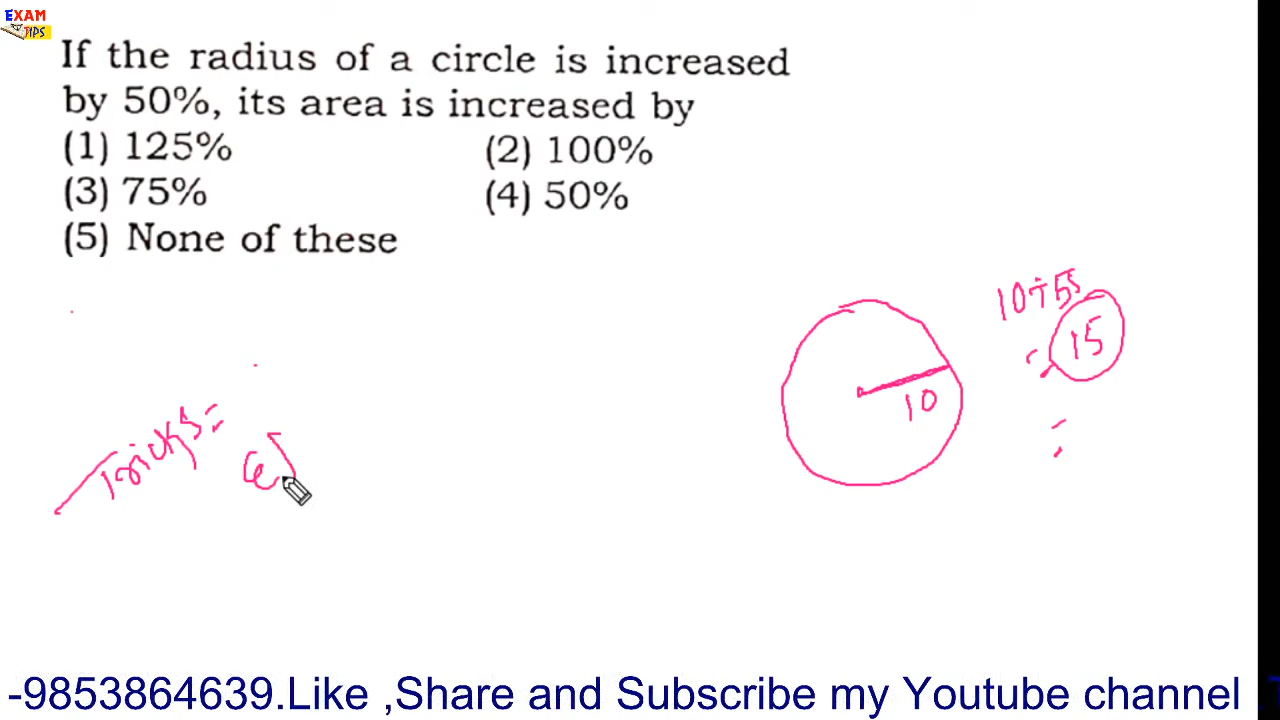 EXAM
TIPS
If the radius of a circle is increased
by 50%, its area is increased by
(1) 125% (2) 100%
(3) 75% (4) 50%
(5) None of these
10+5
= 15
10
=
Tricks=
-9853864639.Like ,Share and Subscribe my Youtube channel